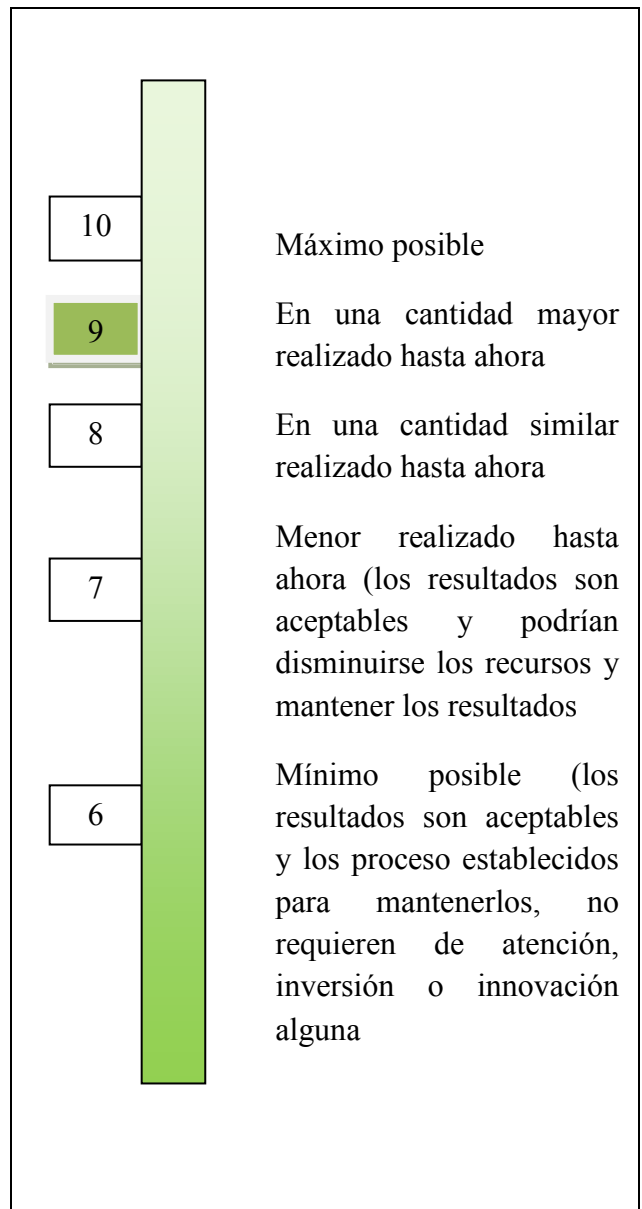 10
Máximo posible
9
En una cantidad mayor
realizado hasta ahora
8
En una cantidad similar
realizado hasta ahora
7
Menor realizado hasta
ahora (los resultados son
aceptables y podrían
disminuirse los recursos y
mantener los resultados
6
Mínimo posible (los
resultados son aceptables
y los proceso establecidos
para mantenerlos, no
requieren de atención,
inversión o innovación
alguna